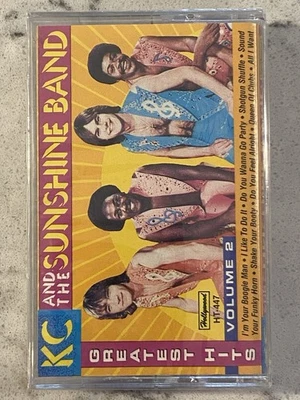 KC
AND THE
SUNSHINE BAND
GREATEST HITS
VOLUME 2
Hollywood
HT-447
I'm Your Boogie Man • I Like To Do It • Do You Wanna Go Party • Shotgun Shuffle • Sound
Your Funky Horn • Shake Your Booty • Do You Feel Alright • Queen Of Clubs • All I Want